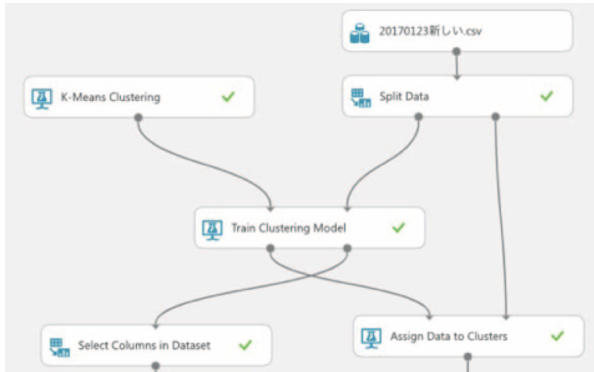 20170123新しい.csv
K-Means Clustering
Split Data
Train Clustering Model
Select Columns in Dataset
Assign Data to Clusters